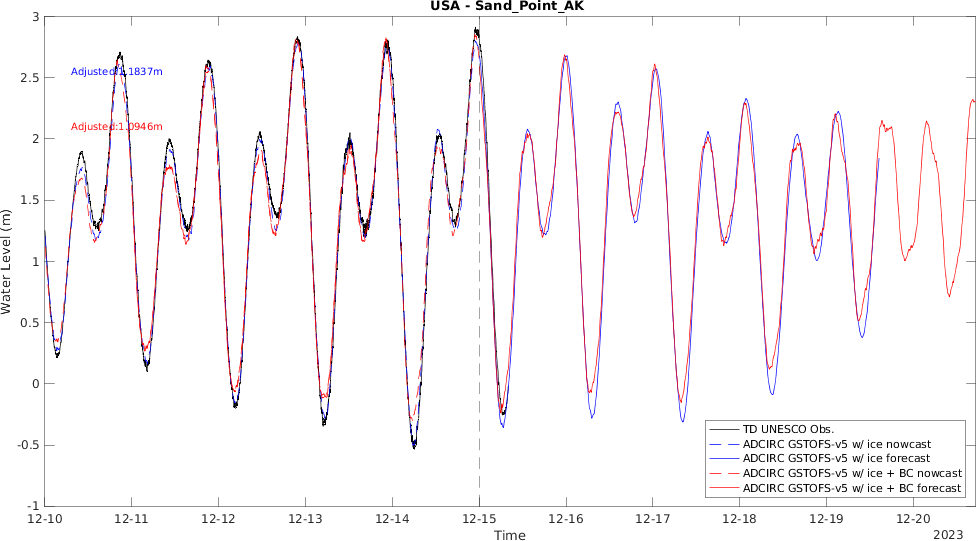 USA - Sand_Point_AK
3
2.5
2
1.5
1
0.5
0
-0.5
-1
Water Level (m)
Adjusted:1.1837m
Adjusted:1.0946m
TD UNESCO Obs.
ADCIRC GSTOFS-v5 w/ ice nowcast
ADCIRC GSTOFS-v5 w/ ice forecast
ADCIRC GSTOFS-v5 w/ ice + BC nowcast
ADCIRC GSTOFS-v5 w/ ice + BC forecast
12-10 12-11 12-12 12-13 12-14 12-15 12-16 12-17 12-18 12-19 12-20
Time
2023